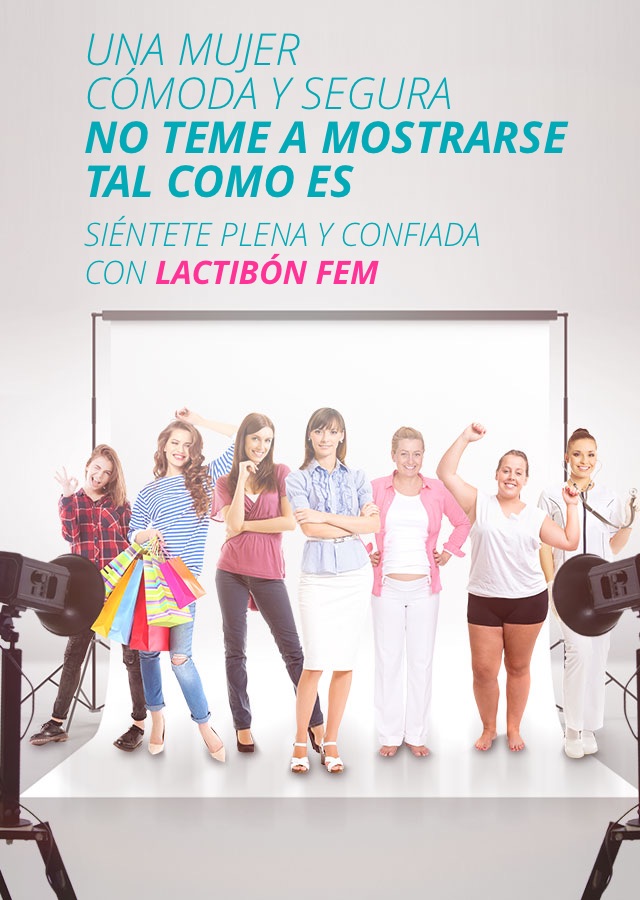 UNA MUJER
CÓMODA Y SEGURA
NO TEME A MOSTRARSE
TAL COMO ES
SIÉNTETE PLENA Y CONFIADA
CON LACTIBÓN FEM